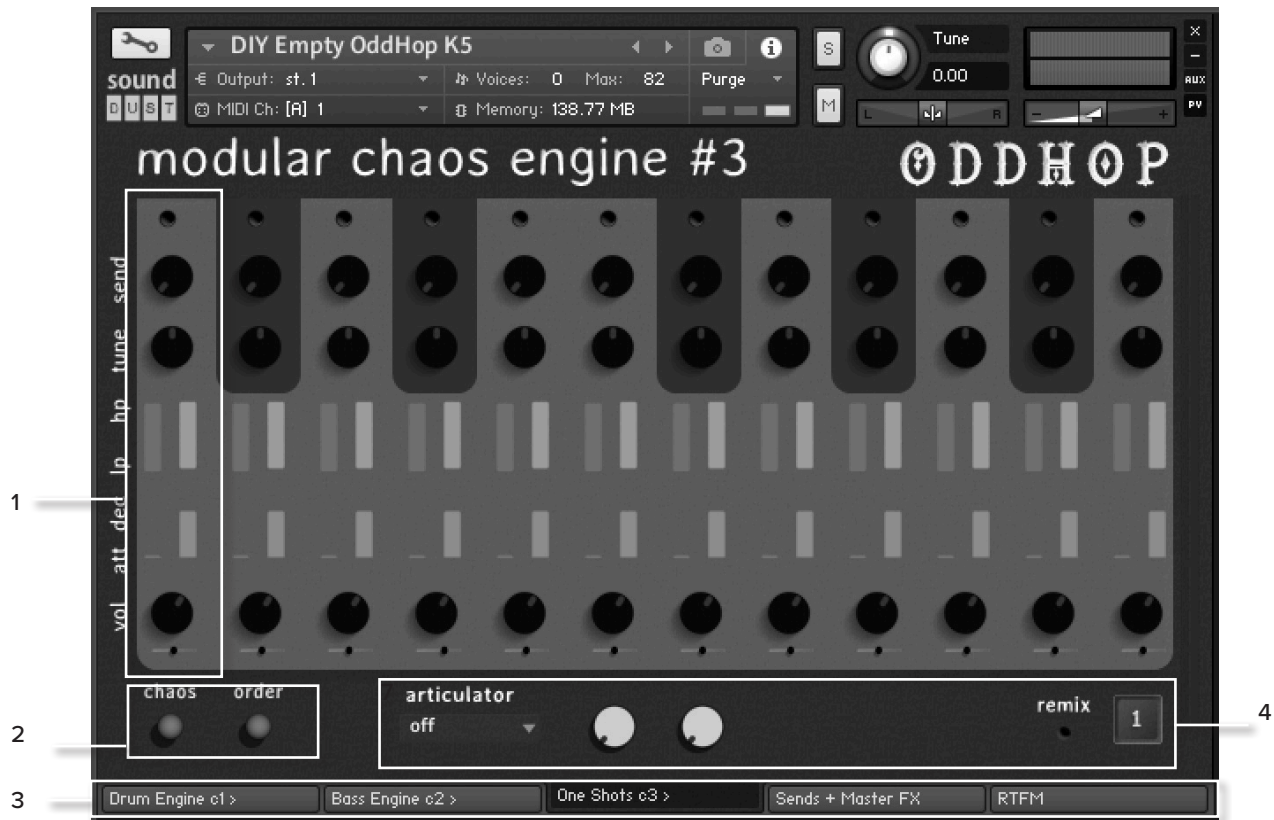 DIY Empty OddHop K5
S
Tune
X
sound
Output: st.1
Voices: 0 Max: 82
Purge
0.00
AUX
DUST
MIDI Ch: [A] 1
Memory: 138.77 MB
M
L
R
-
+
PV
modular chaos engine #3
ODDHOP
send
tune
hp
lp
dec
att
vol
1
chaos
order
articulator
off
remix
1
2
4
3
Drum Engine c1 >
Bass Engine c2 >
One Shots c3 >
Sends + Master FX
RTFM